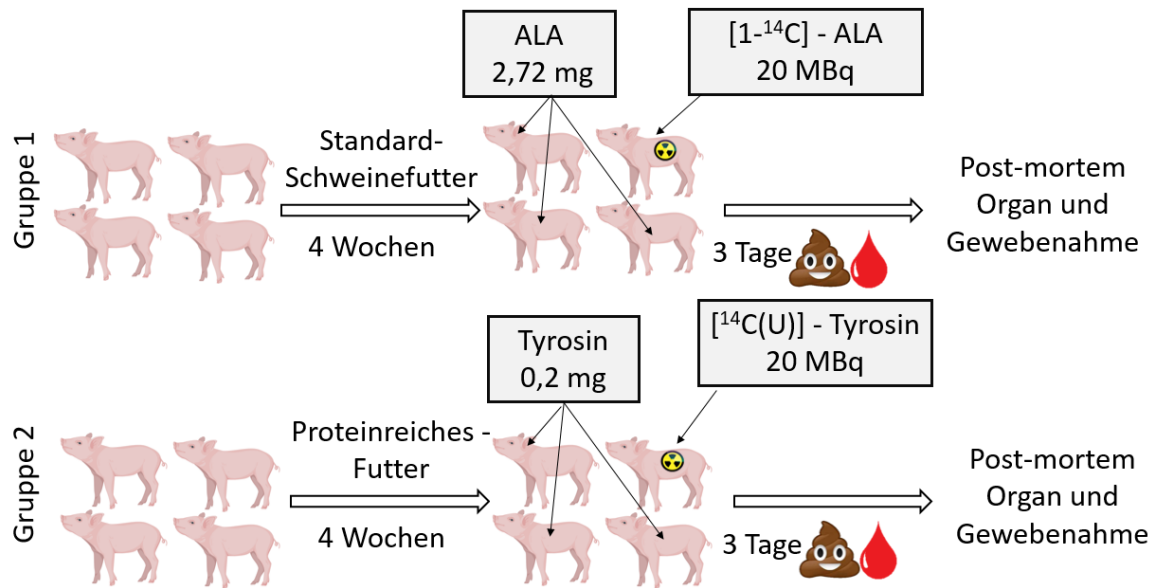 Gruppe 1
Standard-
Schweinefutter
4 Wochen
ALA
2,72 mg
[1-¹⁴C] - ALA
20 MBq
3 Tage
Post-mortem
Organ und
Gewebenahme
Gruppe 2
Proteinreiches -
Futter
4 Wochen
Tyrosin
0,2 mg
[¹⁴C(U)] - Tyrosin
20 MBq
3 Tage
Post-mortem
Organ und
Gewebenahme